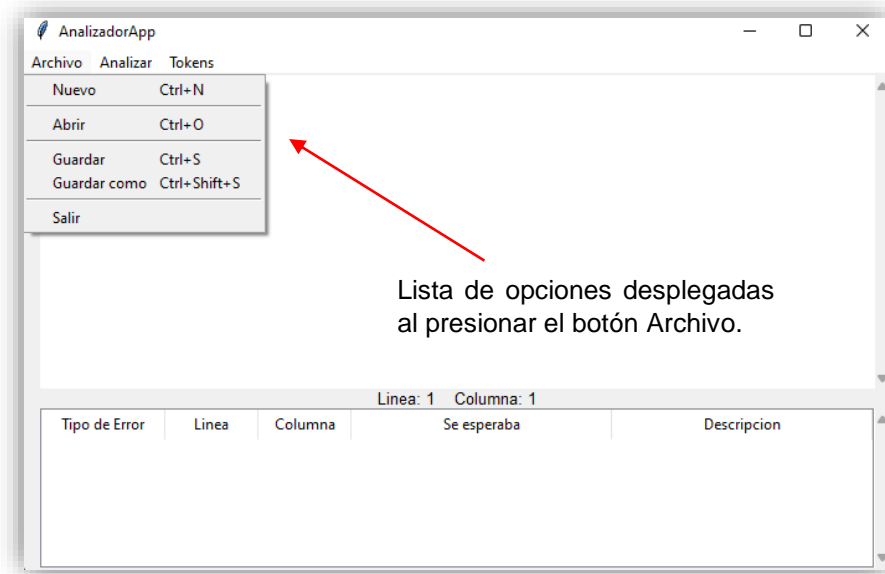 AnalizadorApp
Archivo Analizar Tokens
Nuevo Ctrl+N
Abrir Ctrl+O
Guardar Ctrl+S
Guardar como Ctrl+Shift+S
Salir
Lista de opciones desplegadas
al presionar el botón Archivo.
Linea: 1 Columna: 1
Tipo de Error Linea Columna Se esperaba Descripcion